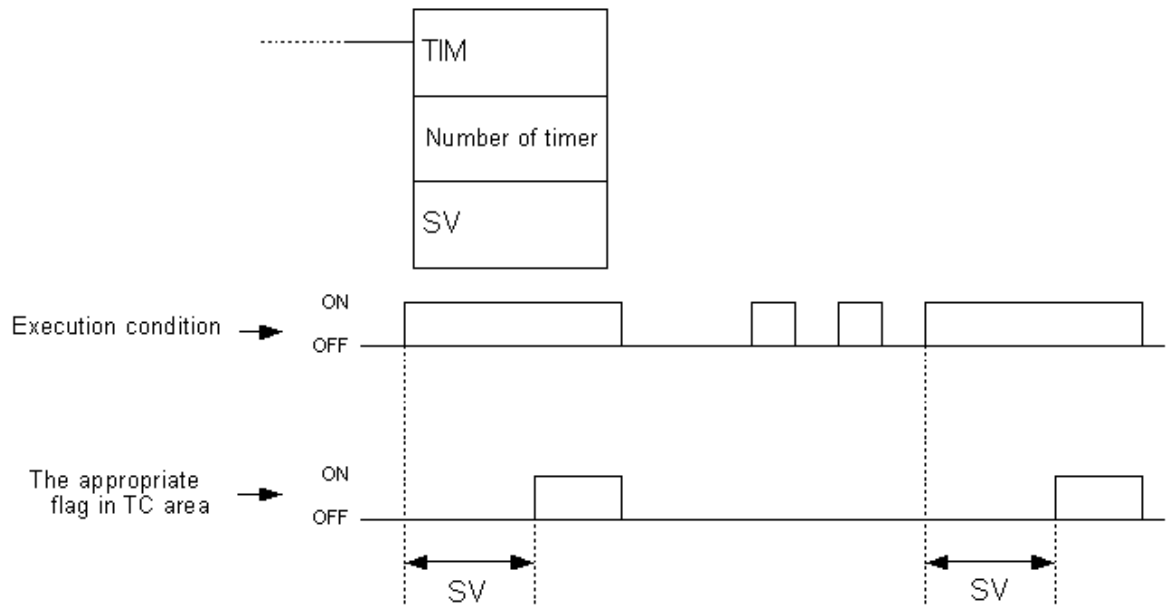 TIM
Number of timer
SV
ON
Execution condition
OFF
ON
The appropriate
flag in TC area
OFF
SV
SV